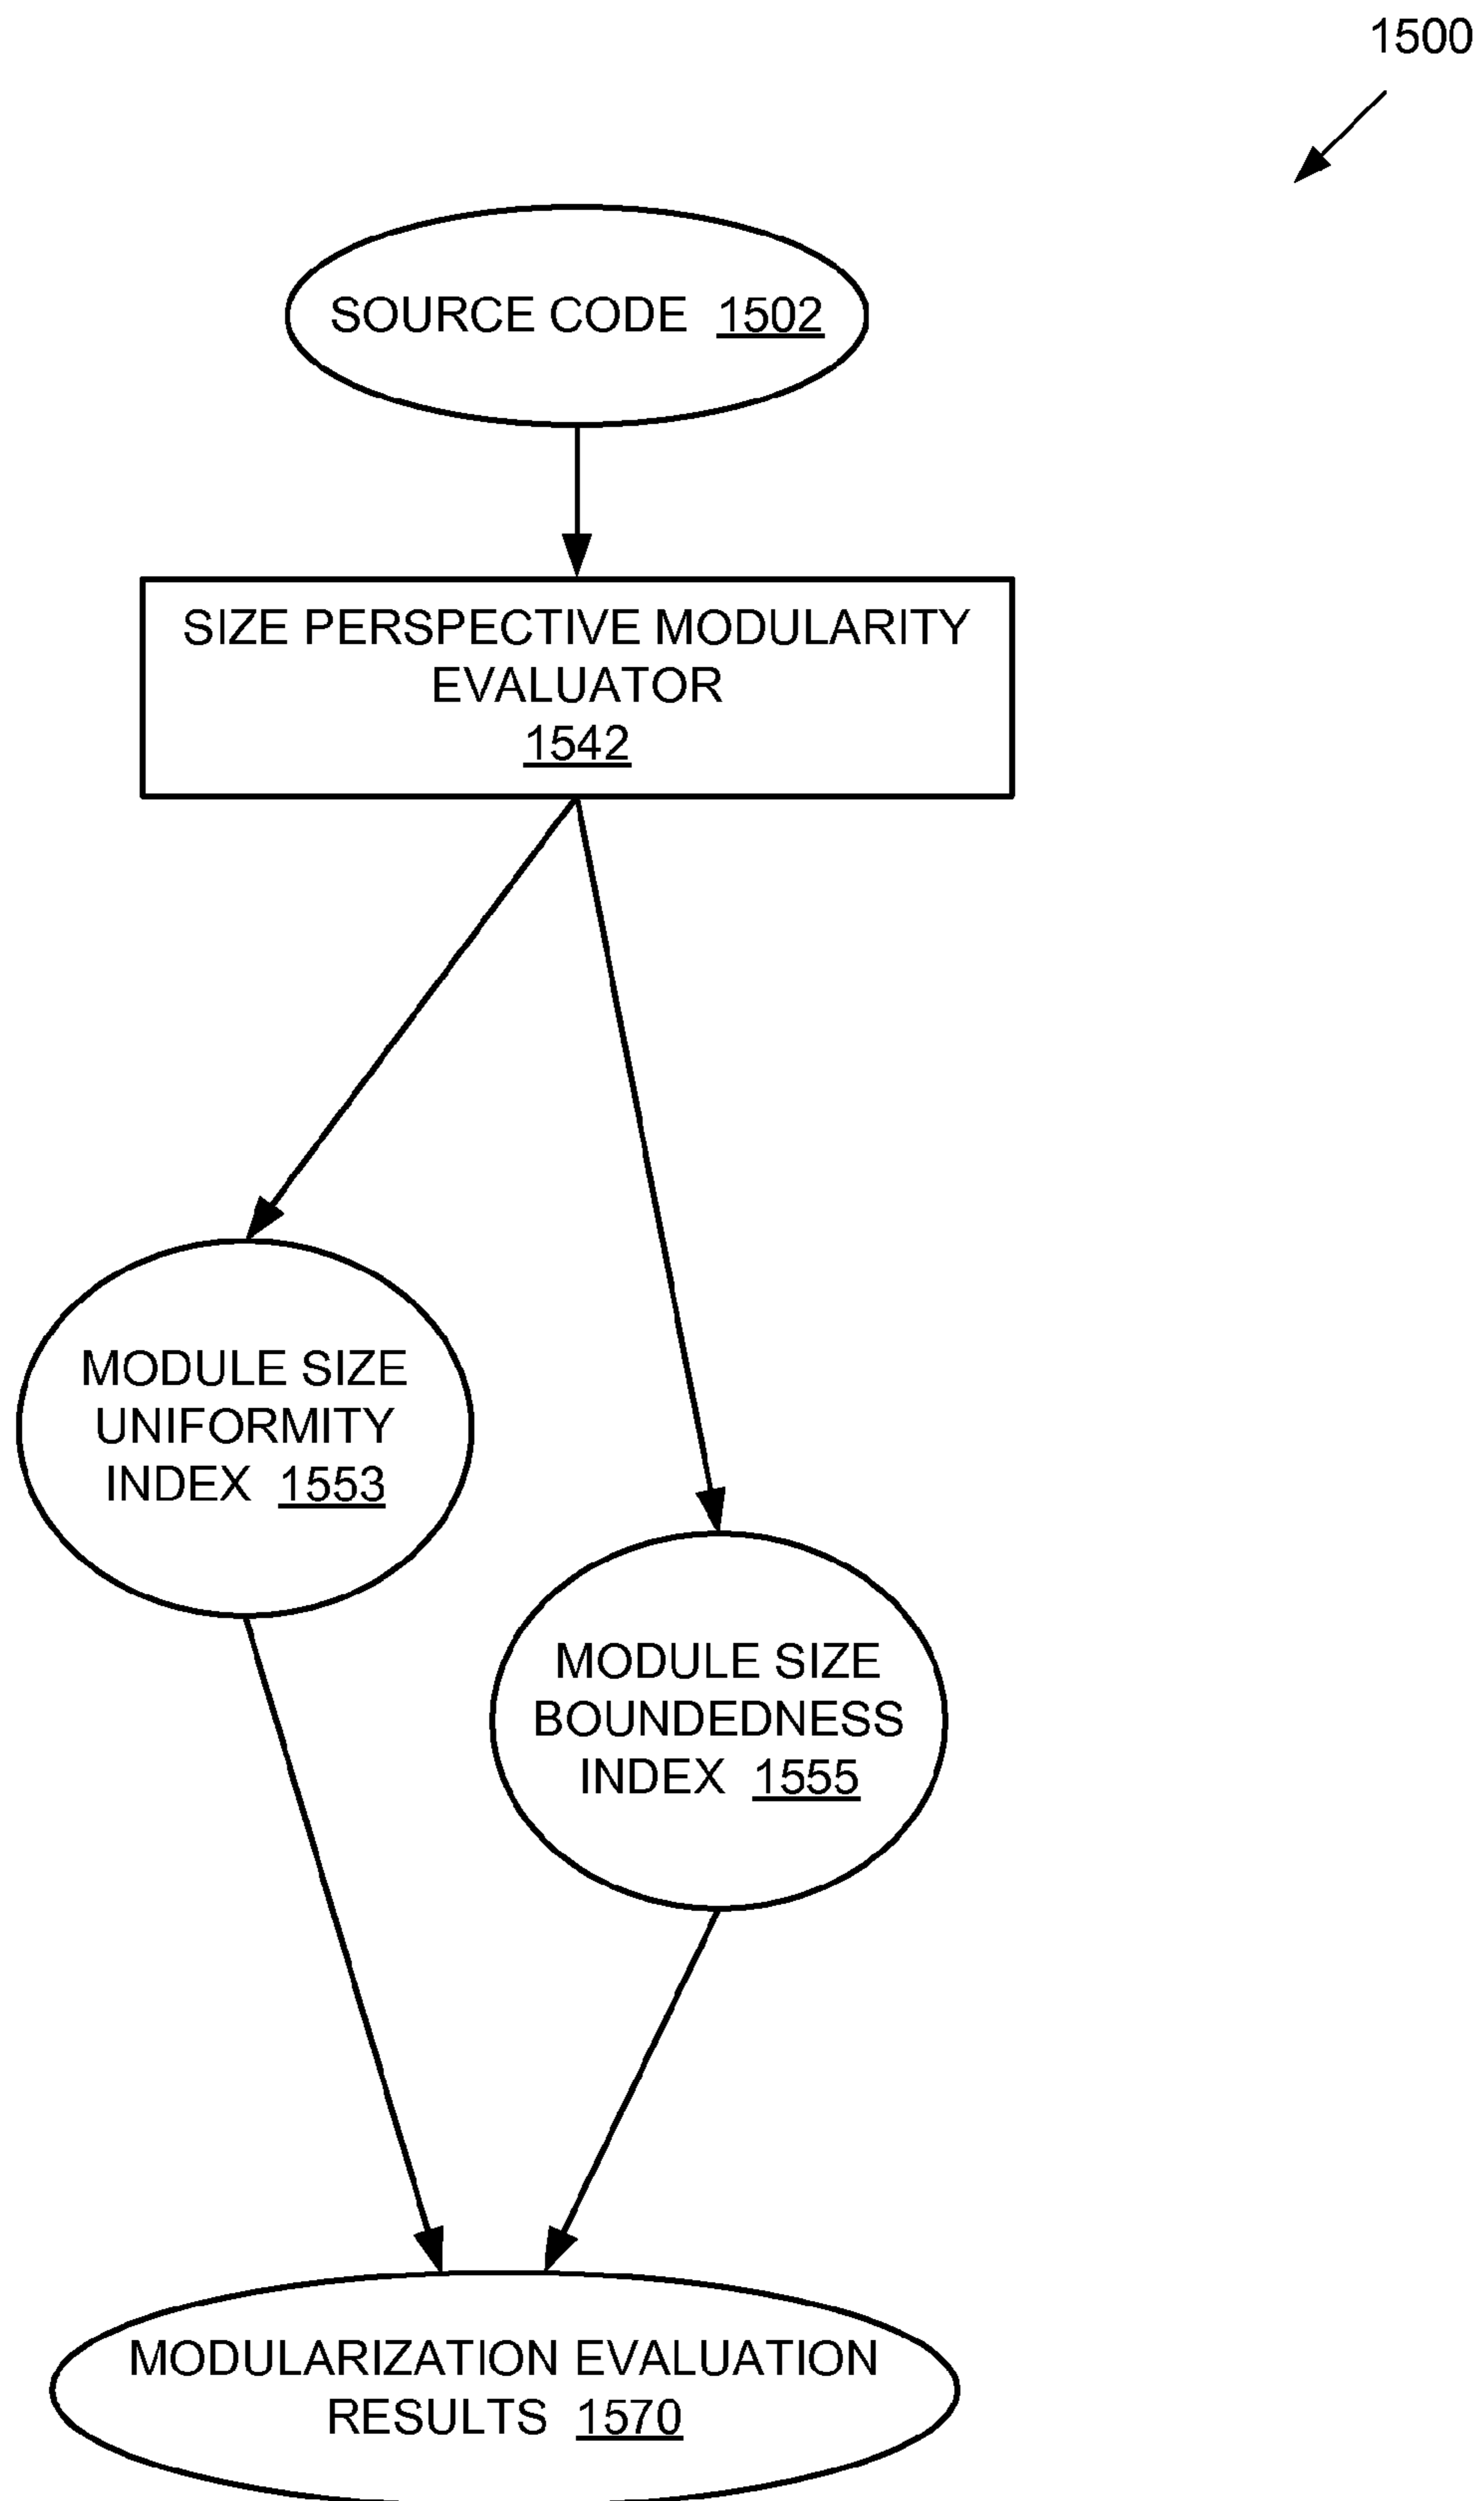 1500
SOURCE CODE 1502
SIZE PERSPECTIVE MODULARITY
EVALUATOR
1542
MODULE SIZE
UNIFORMITY
INDEX 1553
MODULE SIZE
BOUNDEDNESS
INDEX 1555
MODULARIZATION EVALUATION
RESULTS 1570